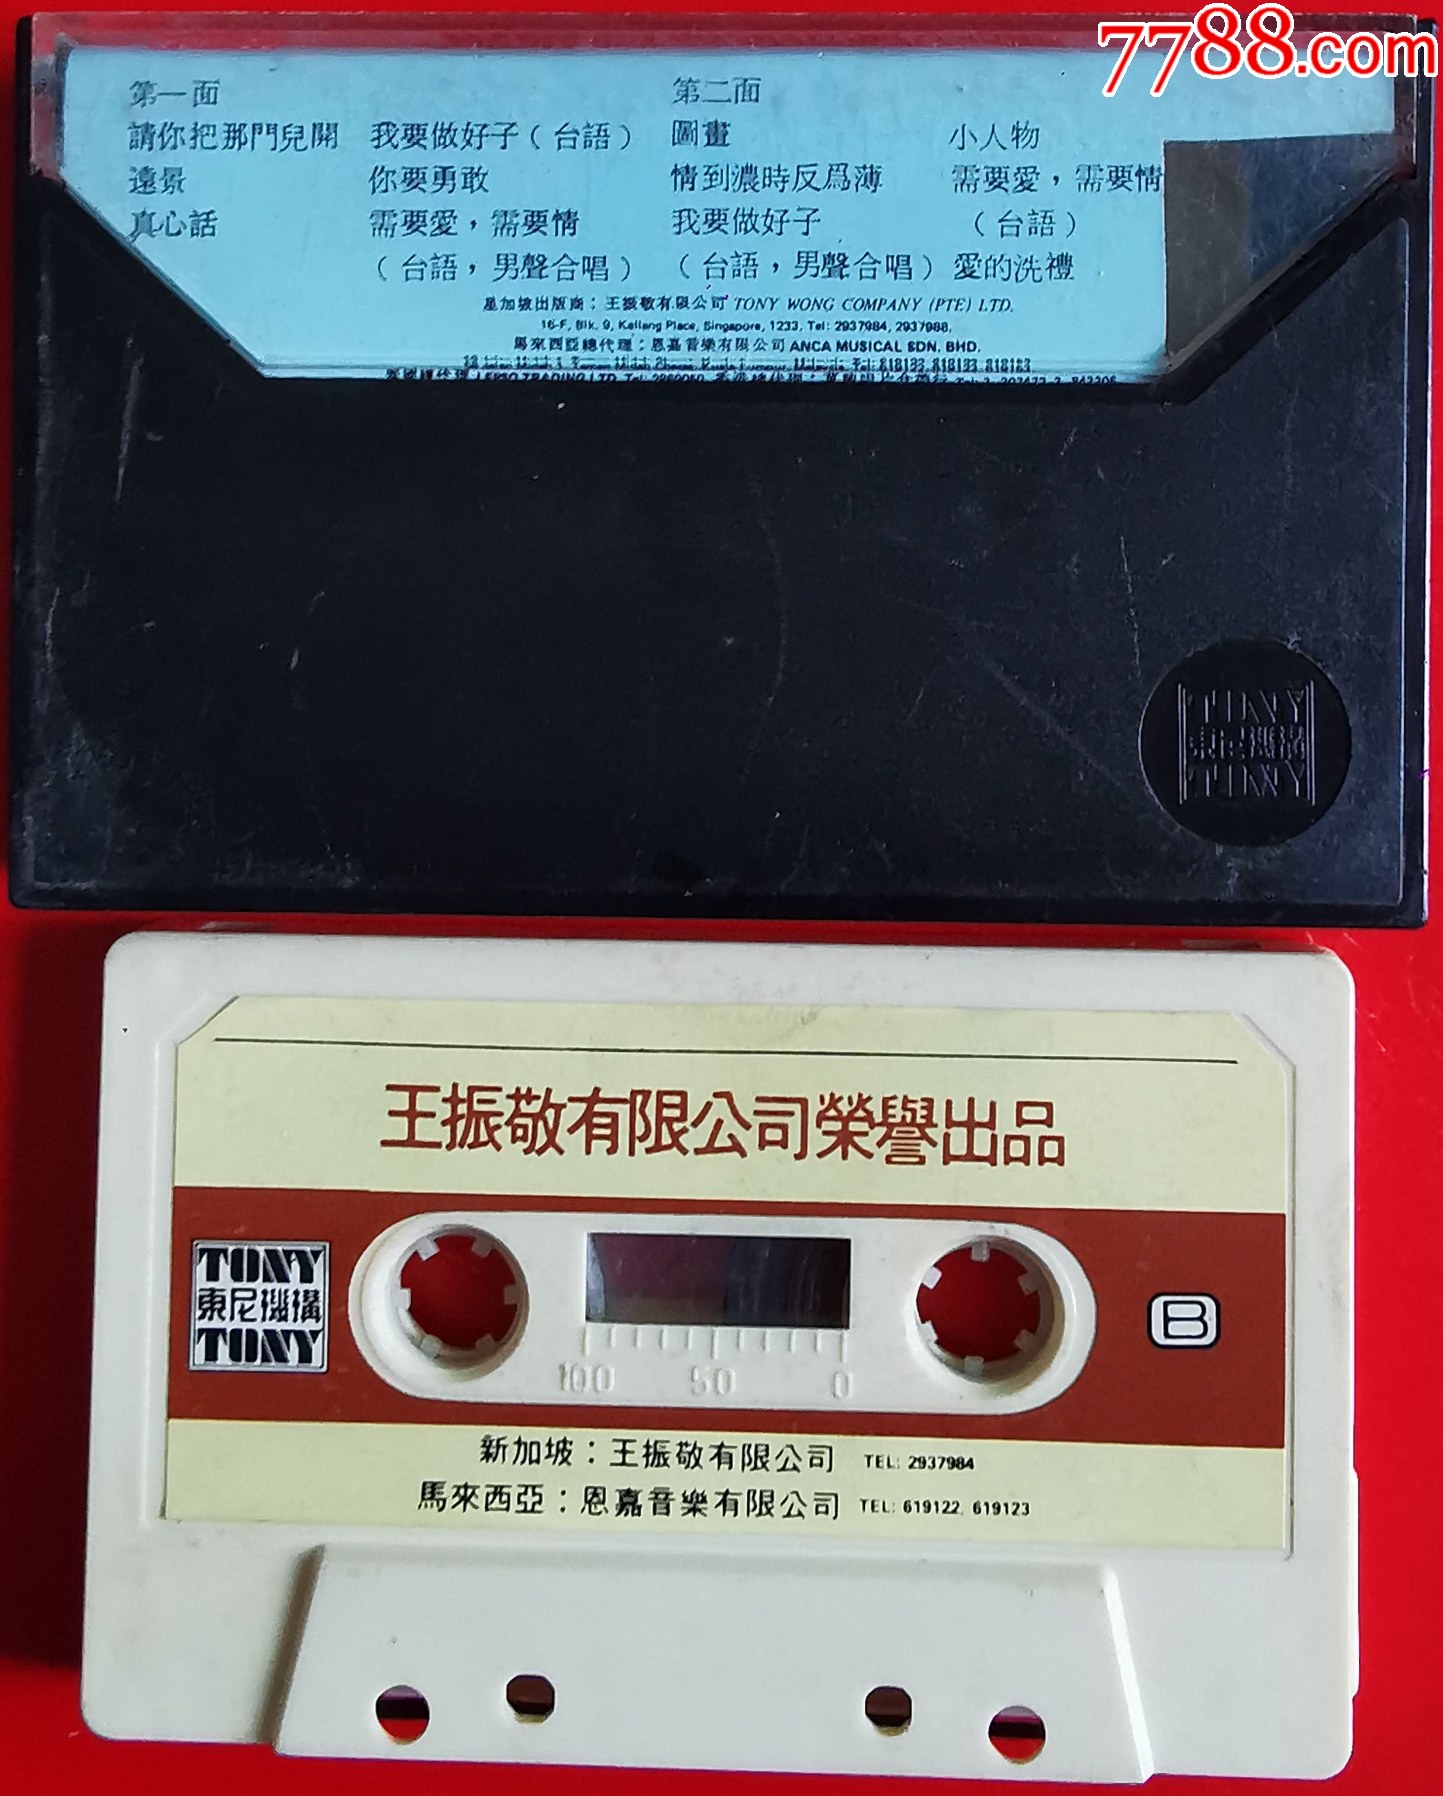 7788.com
第一面
請你把那門兒開 我要做好子（台語）
遠景 你要勇敢
真心話 需要愛，需要情
（台語，男聲合唱）
第二面
圖畫 小人物
情到濃時反爲薄 需要愛，需要情
我要做好子 （台語）
（台語，男聲合唱） 愛的洗禮
星加坡出版商：王振敬有限公司 TONY WONG COMPANY (PTE) LTD.
16-F, Blk. 9, Kallang Place, Singapore, 1233, Tel: 2937984, 2937988.
馬來西亞總代理：恩嘉音樂有限公司 ANCA MUSICAL SDN. BHD.
TONY
東尼機構
TONY
王振敬有限公司榮譽出品
TONY
東尼機構
TONY
B
100 50 0
新加坡：王振敬有限公司 TEL: 2937984
馬來西亞：恩嘉音樂有限公司 TEL: 619122, 619123